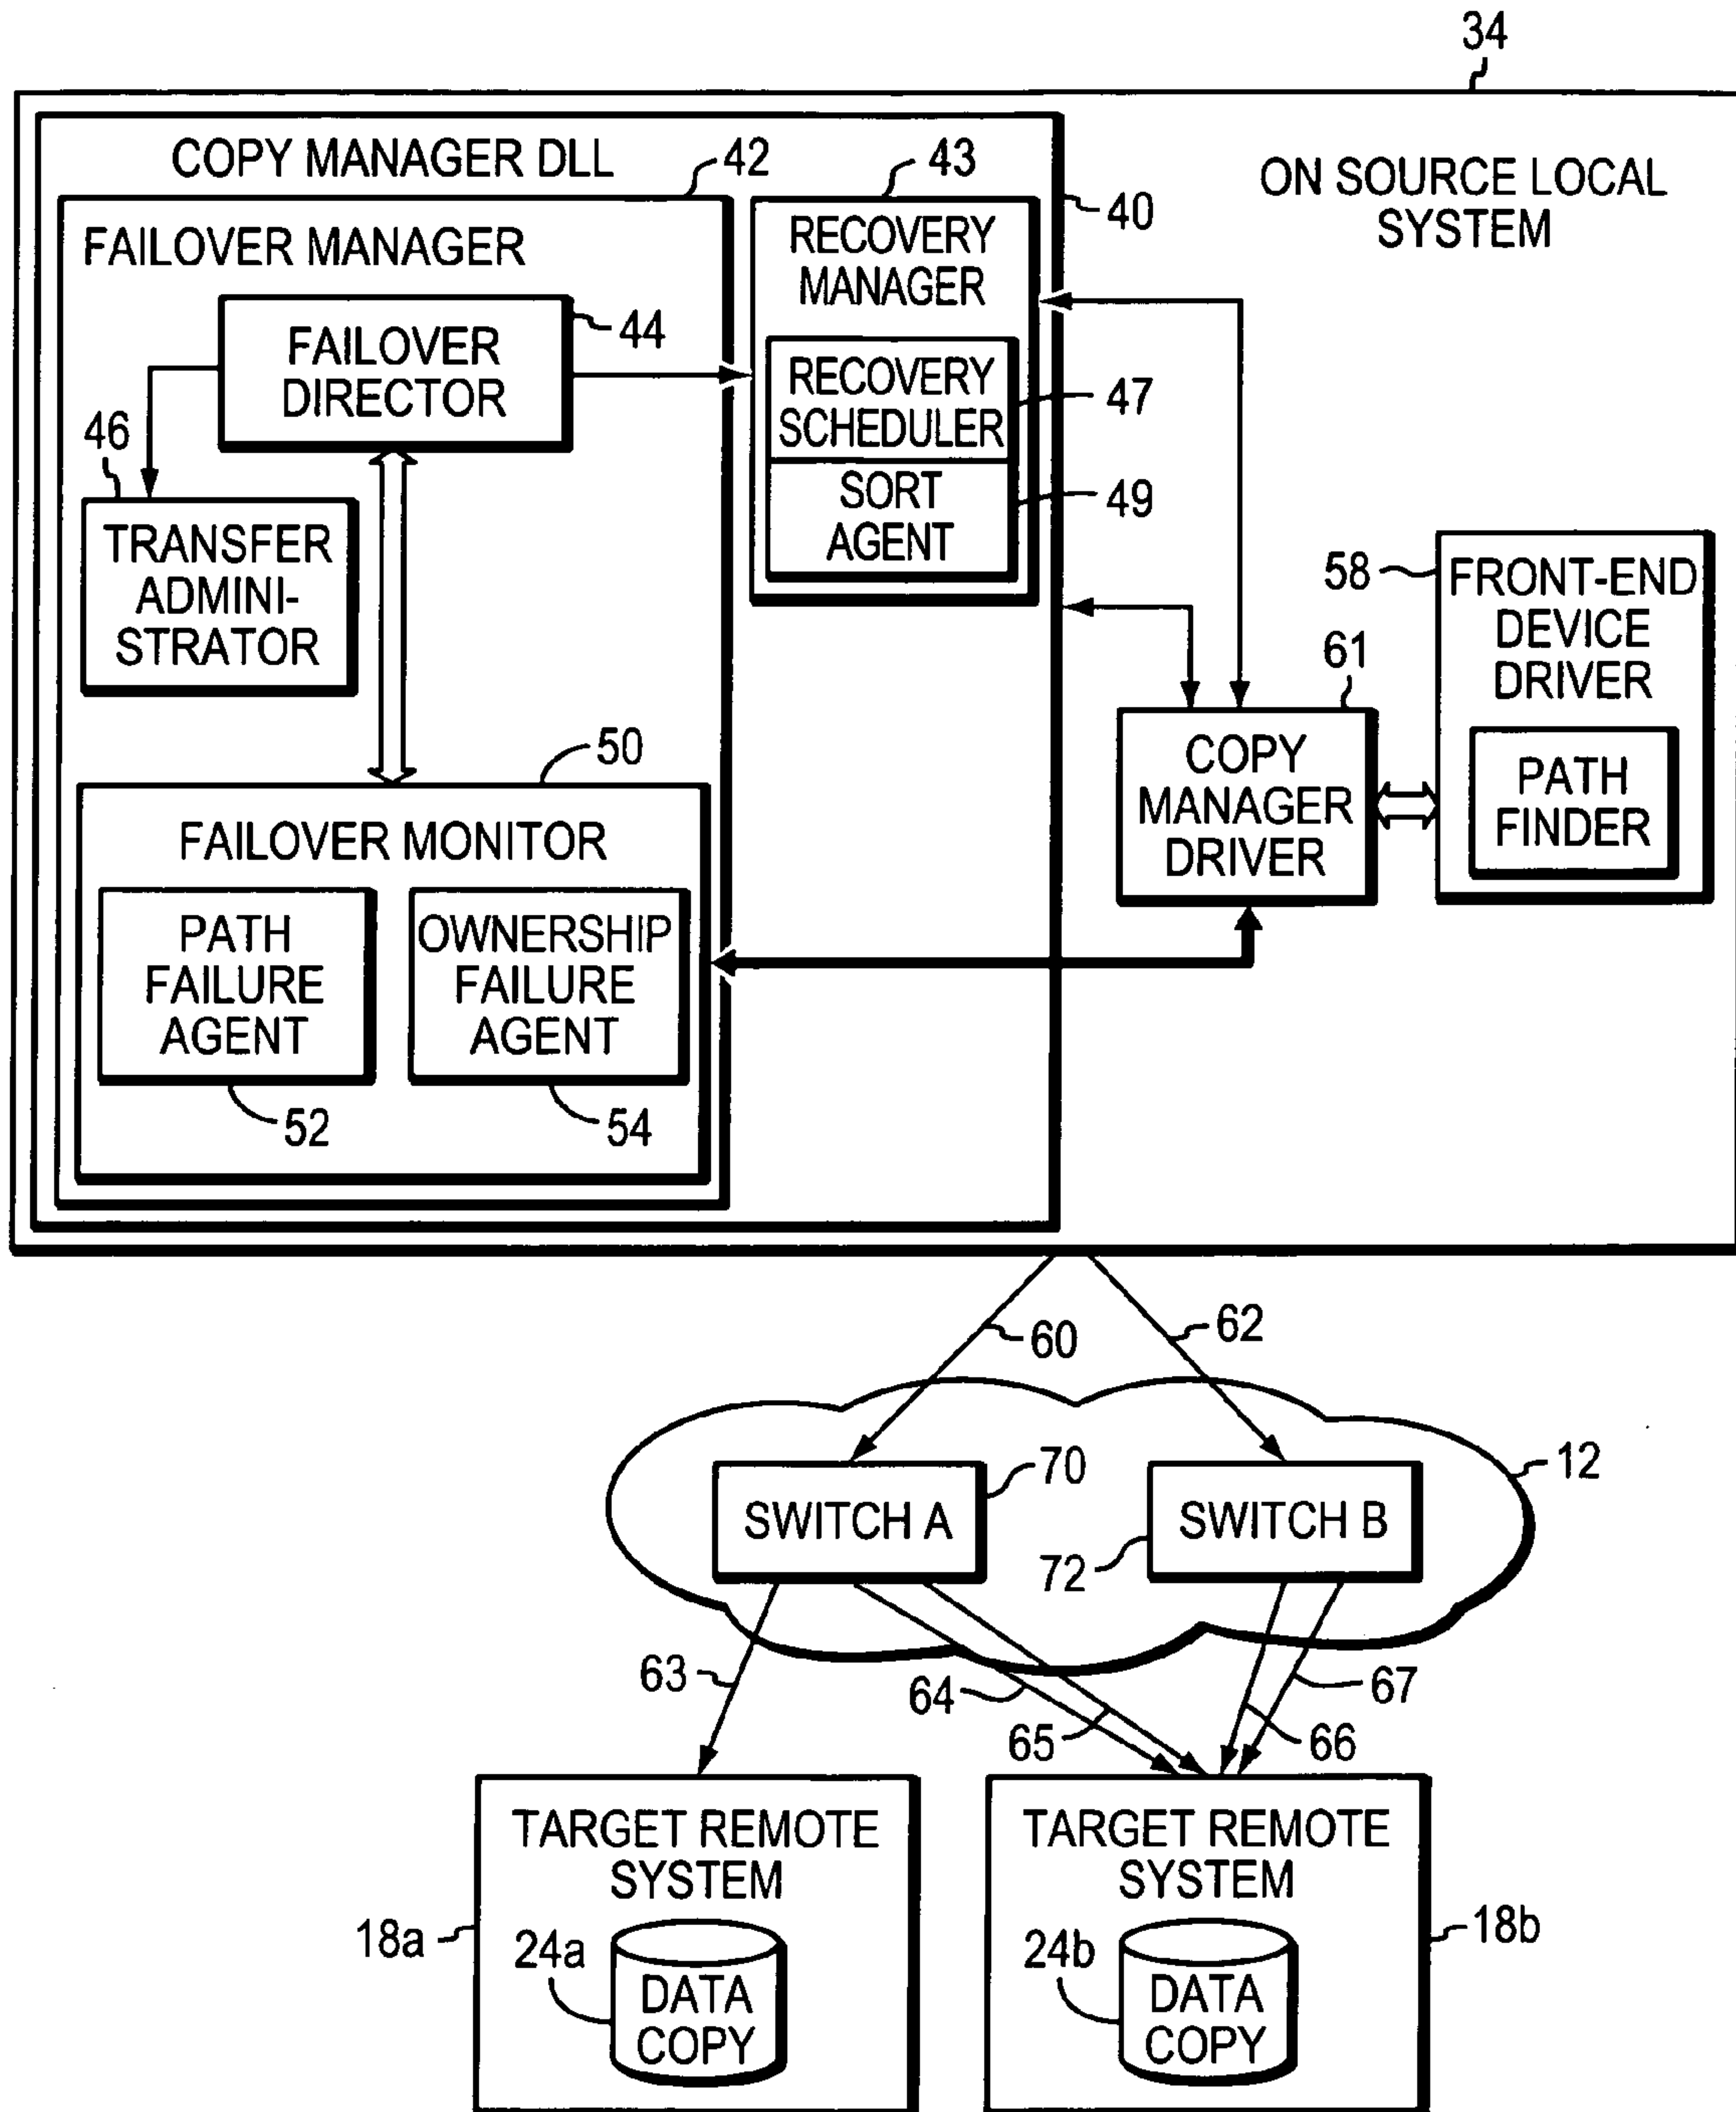 34
COPY MANAGER DLL
42
43
40
ON SOURCE LOCAL
SYSTEM
FAILOVER MANAGER
RECOVERY
MANAGER
FAILOVER
DIRECTOR
44
RECOVERY
SCHEDULER
47
46
SORT
AGENT
49
TRANSFER
ADMINI-
STRATOR
58
FRONT-END
DEVICE
DRIVER
61
50
COPY
MANAGER
DRIVER
PATH
FINDER
FAILOVER MONITOR
PATH
FAILURE
AGENT
OWNERSHIP
FAILURE
AGENT
52
54
60
62
12
70
SWITCH A
SWITCH B
72
63
64
65
66
67
TARGET REMOTE
SYSTEM
TARGET REMOTE
SYSTEM
18a
24a
DATA
COPY
24b
DATA
COPY
18b